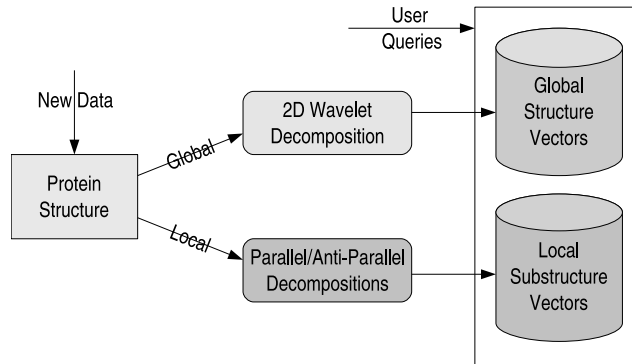 User
Queries
New Data
Global
Structure
Vectors
2D Wavelet
Decomposition
Global
Protein
Structure
Local
Parallel/Anti-Parallel
Decompositions
Local
Substructure
Vectors